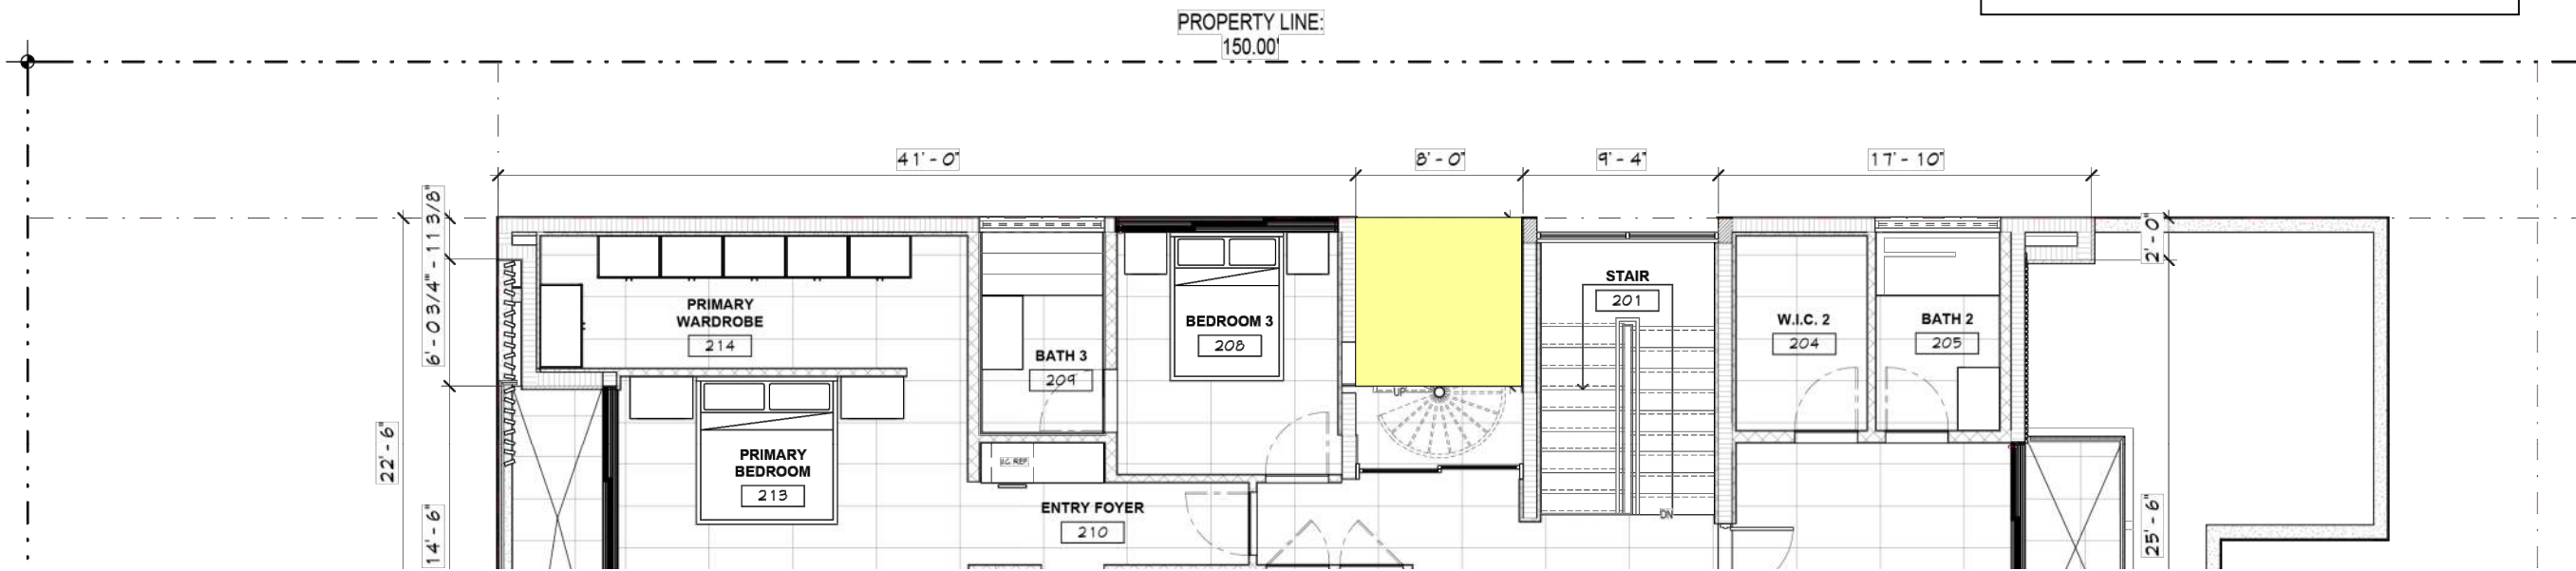 PROPERTY LINE:
150.00'
41' - 0"
8' - 0"
9' - 4"
17' - 10"
11 3/8"
6' - 0 3/4" -
2' - 0"
STAIR
201
PRIMARY
WARDROBE
214
BEDROOM 3
208
W.I.C. 2
204
BATH 2
205
BATH 3
209
UP
22' - 6"
PRIMARY
BEDROOM
213
U.C. REF
ENTRY FOYER
210
DN
14' - 6"
25' - 6"